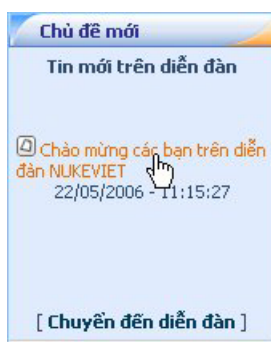 Chủ đề mới
Tin mới trên diễn đàn
Chào mừng các bạn trên diễn
đàn NUKEVIET
22/05/2006 - 11:15:27
[ Chuyển đến diễn đàn ]